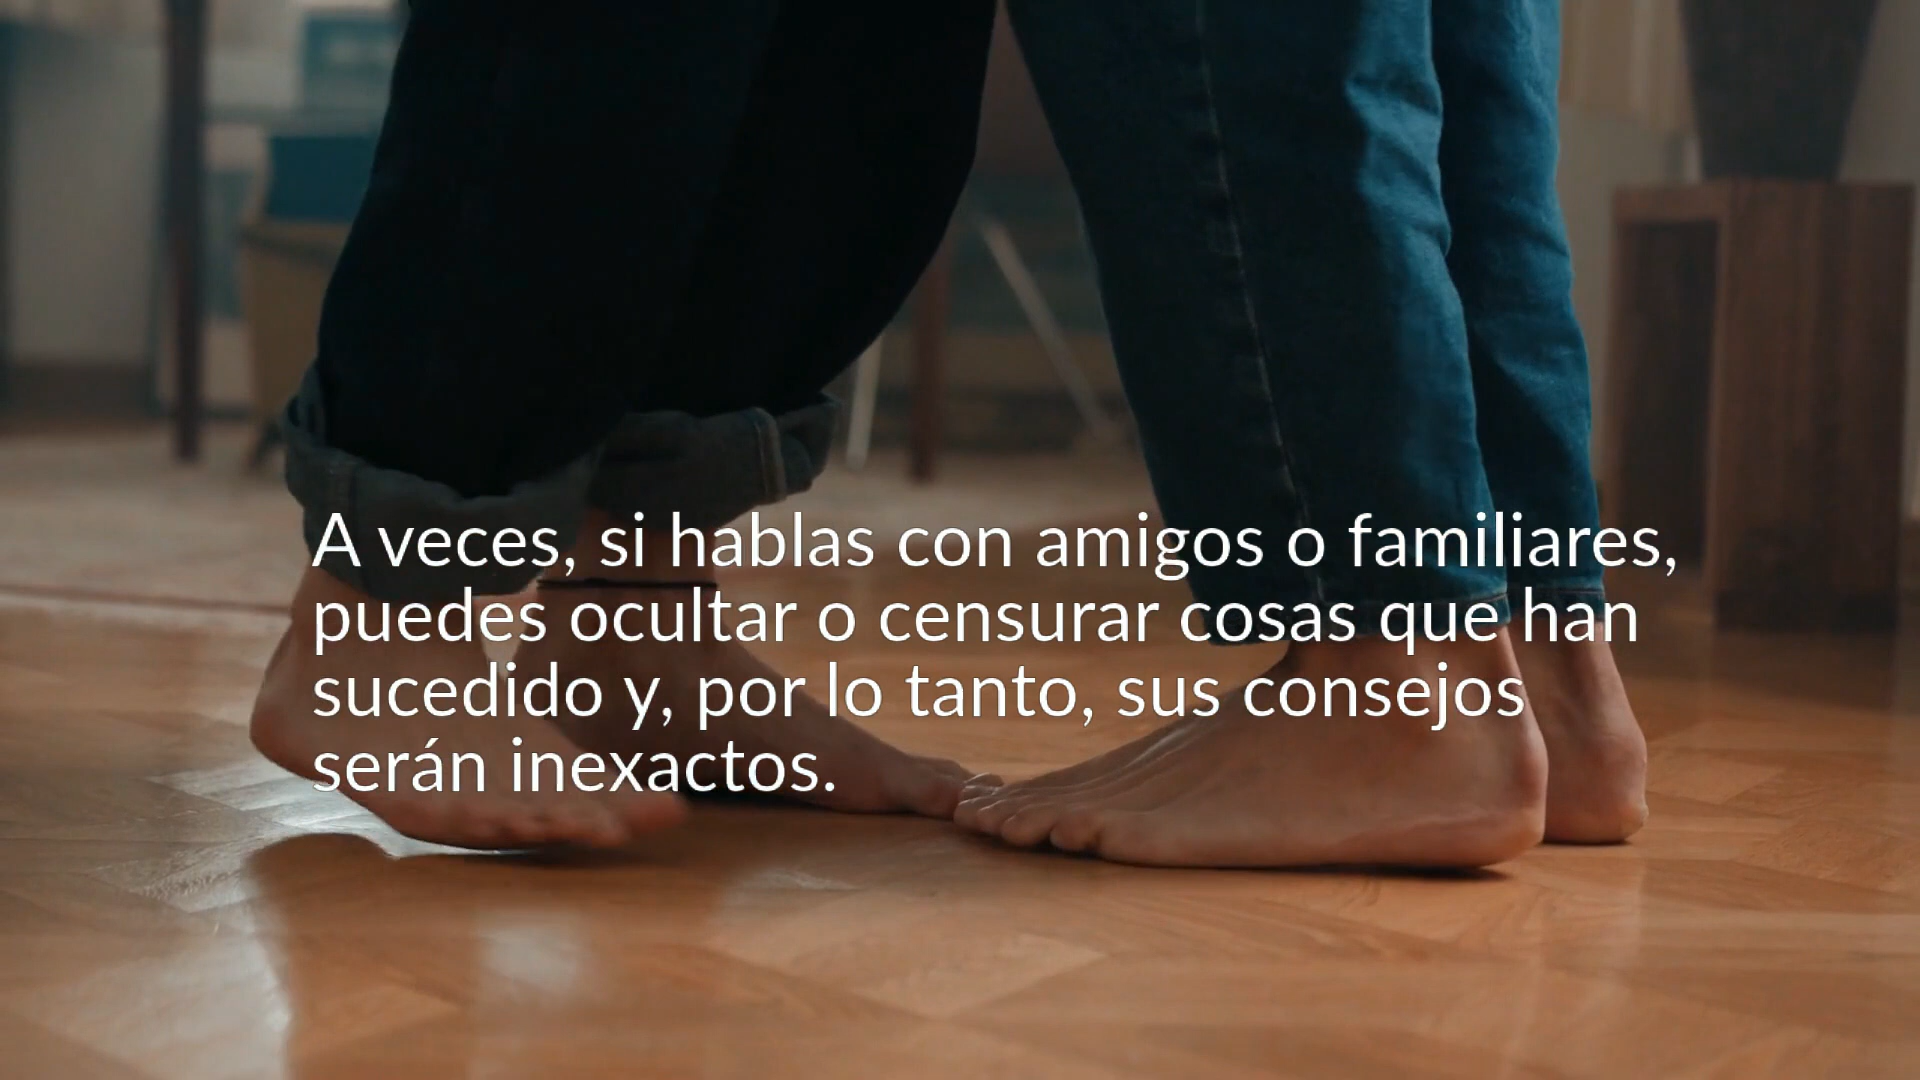 A veces, si hablas con amigos o familiares,
puedes ocultar o censurar cosas que han
sucedido y, por lo tanto, sus consejos
serán inexactos.